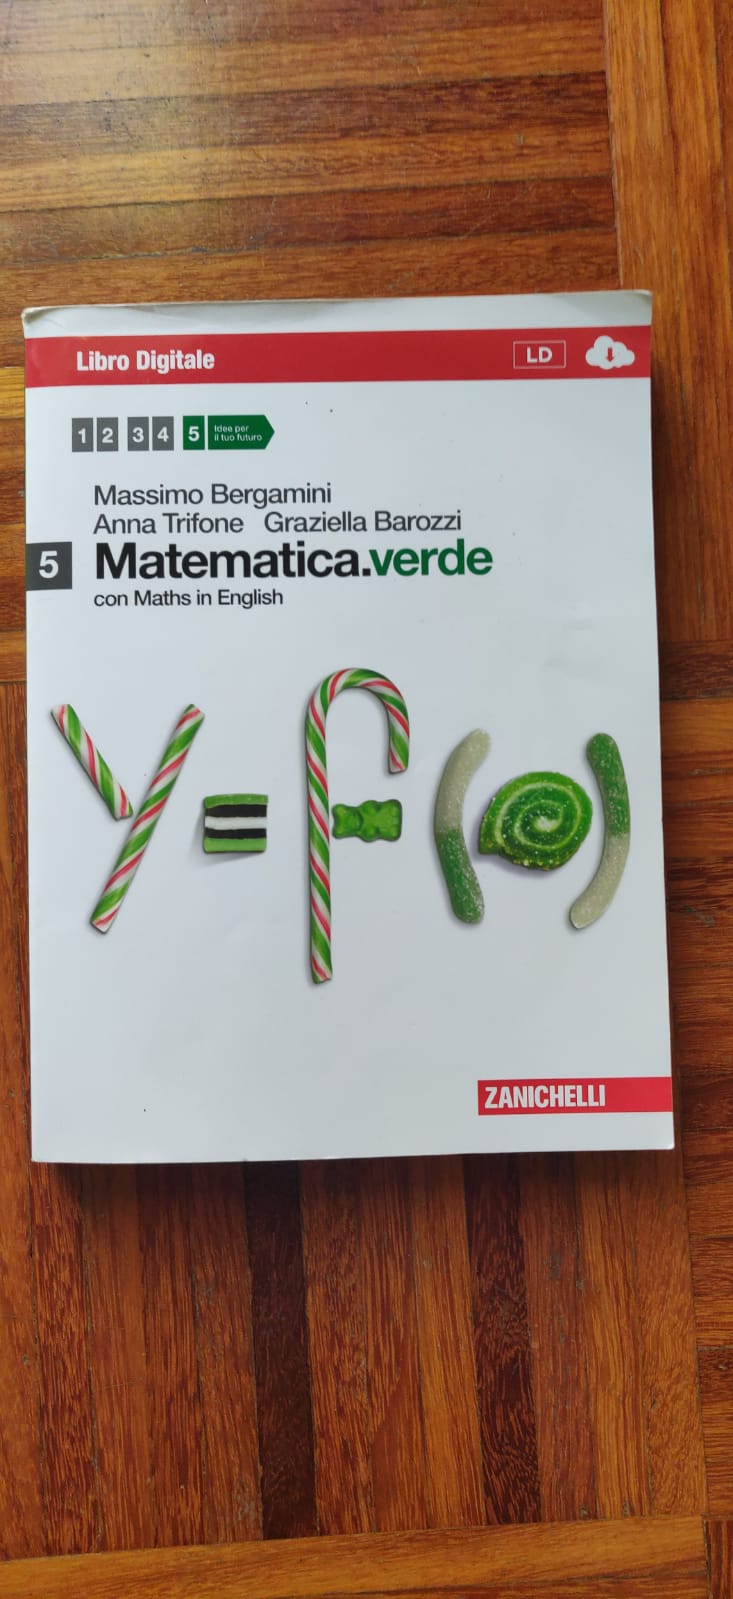 Libro Digitale LD
1 2 3 4 5 Idee per
il tuo futuro
Massimo Bergamini
Anna Trifone Graziella Barozzi
5 Matematica.verde
con Maths in English
y=f(o)
ZANICHELLI